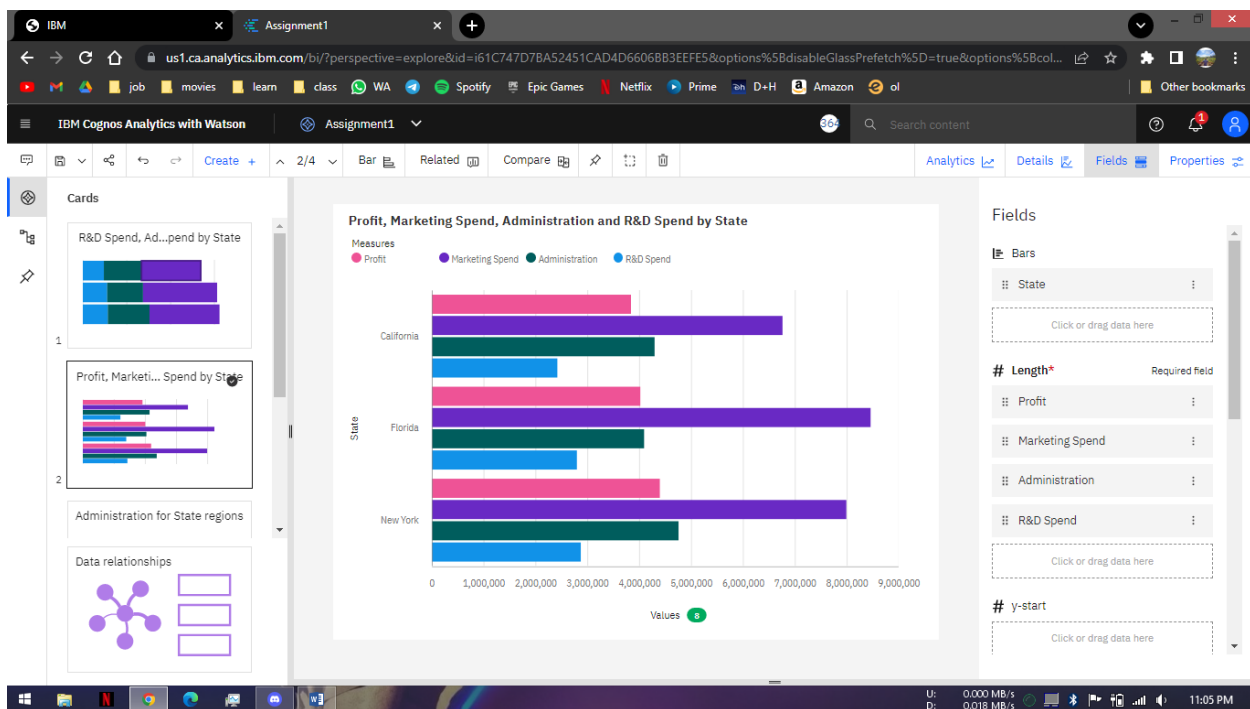 IBM
Assignment1
us1.ca.analytics.ibm.com/bi/?perspective=explore&id=i61C747D7BA52451CAD4D6606BB3EEFE5&options%5BdisableGlassPrefetch%5D=true&options%5Bcol...
job movies learn class WA Spotify Epic Games Netflix Prime D+H Amazon ol Other bookmarks
IBM Cognos Analytics with Watson Assignment1 364 Search content 1
Create + 2/4 Bar Related Compare Analytics Details Fields Properties
Cards
R&D Spend, Ad...pend by State
1
Profit, Marketi... Spend by State
2
Administration for State regions
Data relationships
Profit, Marketing Spend, Administration and R&D Spend by State
Measures
Profit Marketing Spend Administration R&D Spend
State
California
Florida
New York
0 1,000,000 2,000,000 3,000,000 4,000,000 5,000,000 6,000,000 7,000,000 8,000,000 9,000,000
Values 8
Fields
Bars
State
Click or drag data here
# Length* Required field
Profit
Marketing Spend
Administration
R&D Spend
Click or drag data here
# y-start
Click or drag data here
U: 0.000 MB/s
D: 0.018 MB/s
11:05 PM